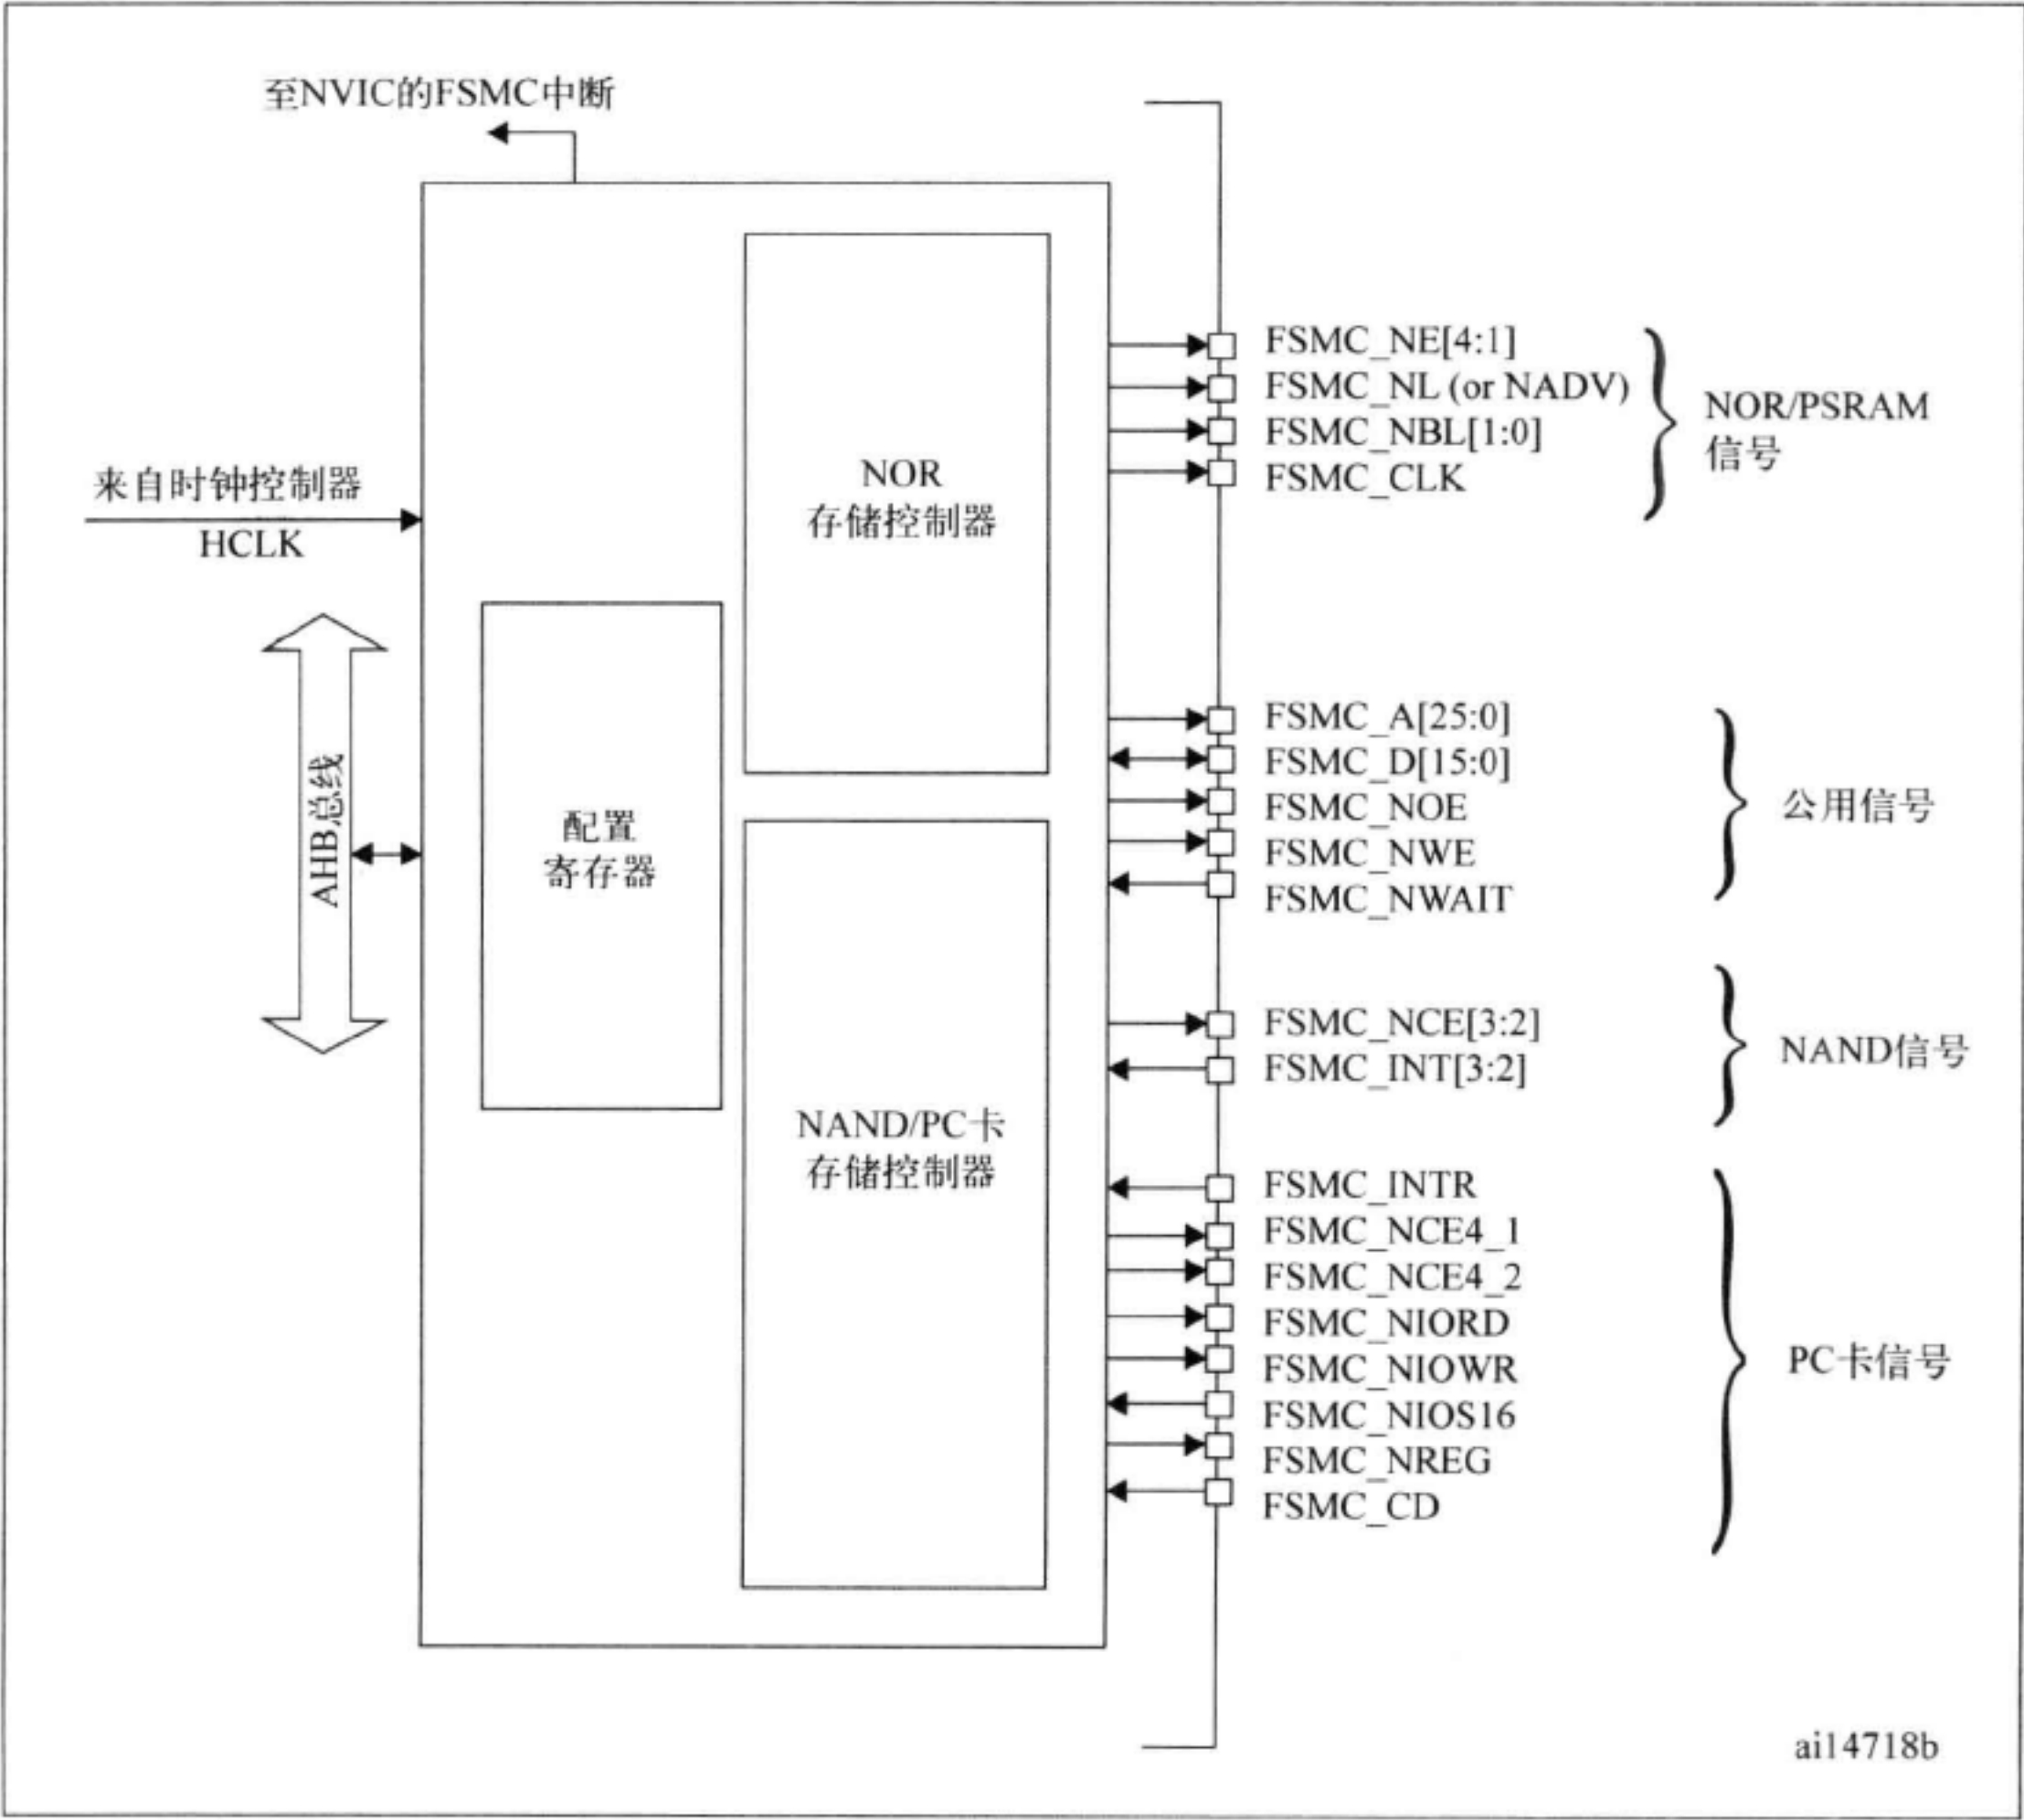 至NVIC的FSMC中断
来自时钟控制器
HCLK
AHB总线
配置
寄存器
NOR
存储控制器
NAND/PC卡
存储控制器
FSMC_NE[4:1]
FSMC_NL (or NADV)
FSMC_NBL[1:0]
FSMC_CLK
NOR/PSRAM
信号
FSMC_A[25:0]
FSMC_D[15:0]
FSMC_NOE
FSMC_NWE
FSMC_NWAIT
公用信号
FSMC_NCE[3:2]
FSMC_INT[3:2]
NAND信号
FSMC_INTR
FSMC_NCE4_1
FSMC_NCE4_2
FSMC_NIORD
FSMC_NIOWR
FSMC_NIOS16
FSMC_NREG
FSMC_CD
PC卡信号
ai14718b